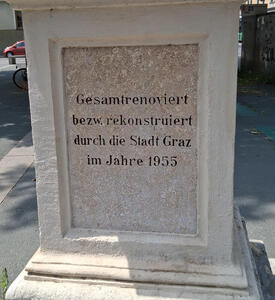 Gesamtrenoviert
bezw. rekonstruiert
durch die Stadt Graz
im Jahre 1955